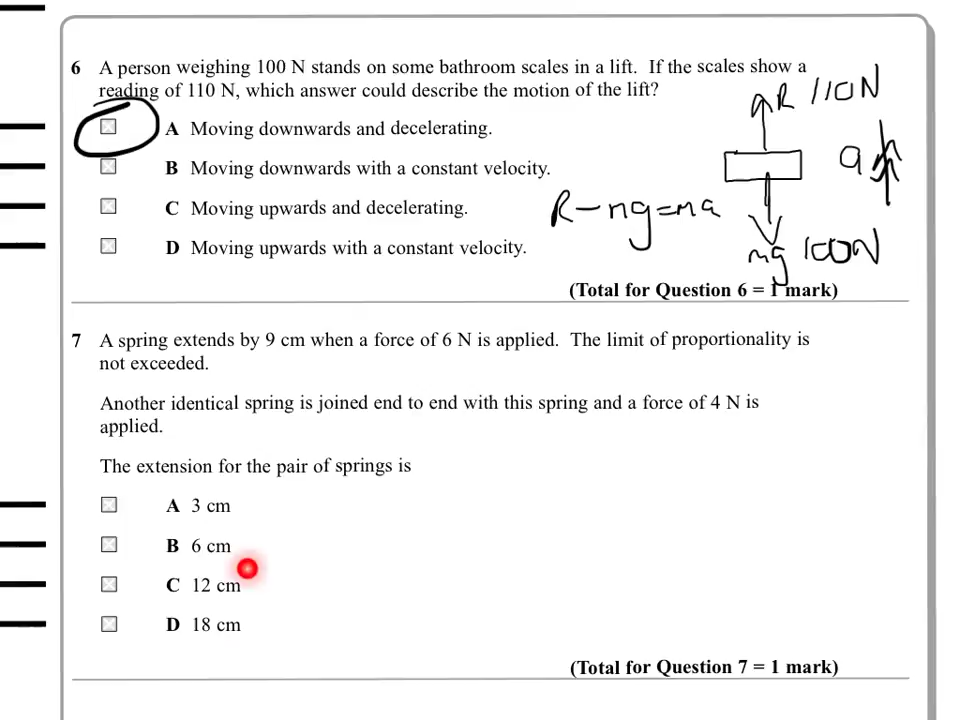 6 A person weighing 100 N stands on some bathroom scales in a lift. If the scales show a
reading of 110 N, which answer could describe the motion of the lift?
A Moving downwards and decelerating.
B Moving downwards with a constant velocity.
C Moving upwards and decelerating.
D Moving upwards with a constant velocity.
R 110N
a
R-mg=ma
mg 100N
(Total for Question 6 = 1 mark)
7 A spring extends by 9 cm when a force of 6 N is applied. The limit of proportionality is
not exceeded.
Another identical spring is joined end to end with this spring and a force of 4 N is
applied.
The extension for the pair of springs is
A 3 cm
B 6 cm
C 12 cm
D 18 cm
(Total for Question 7 = 1 mark)